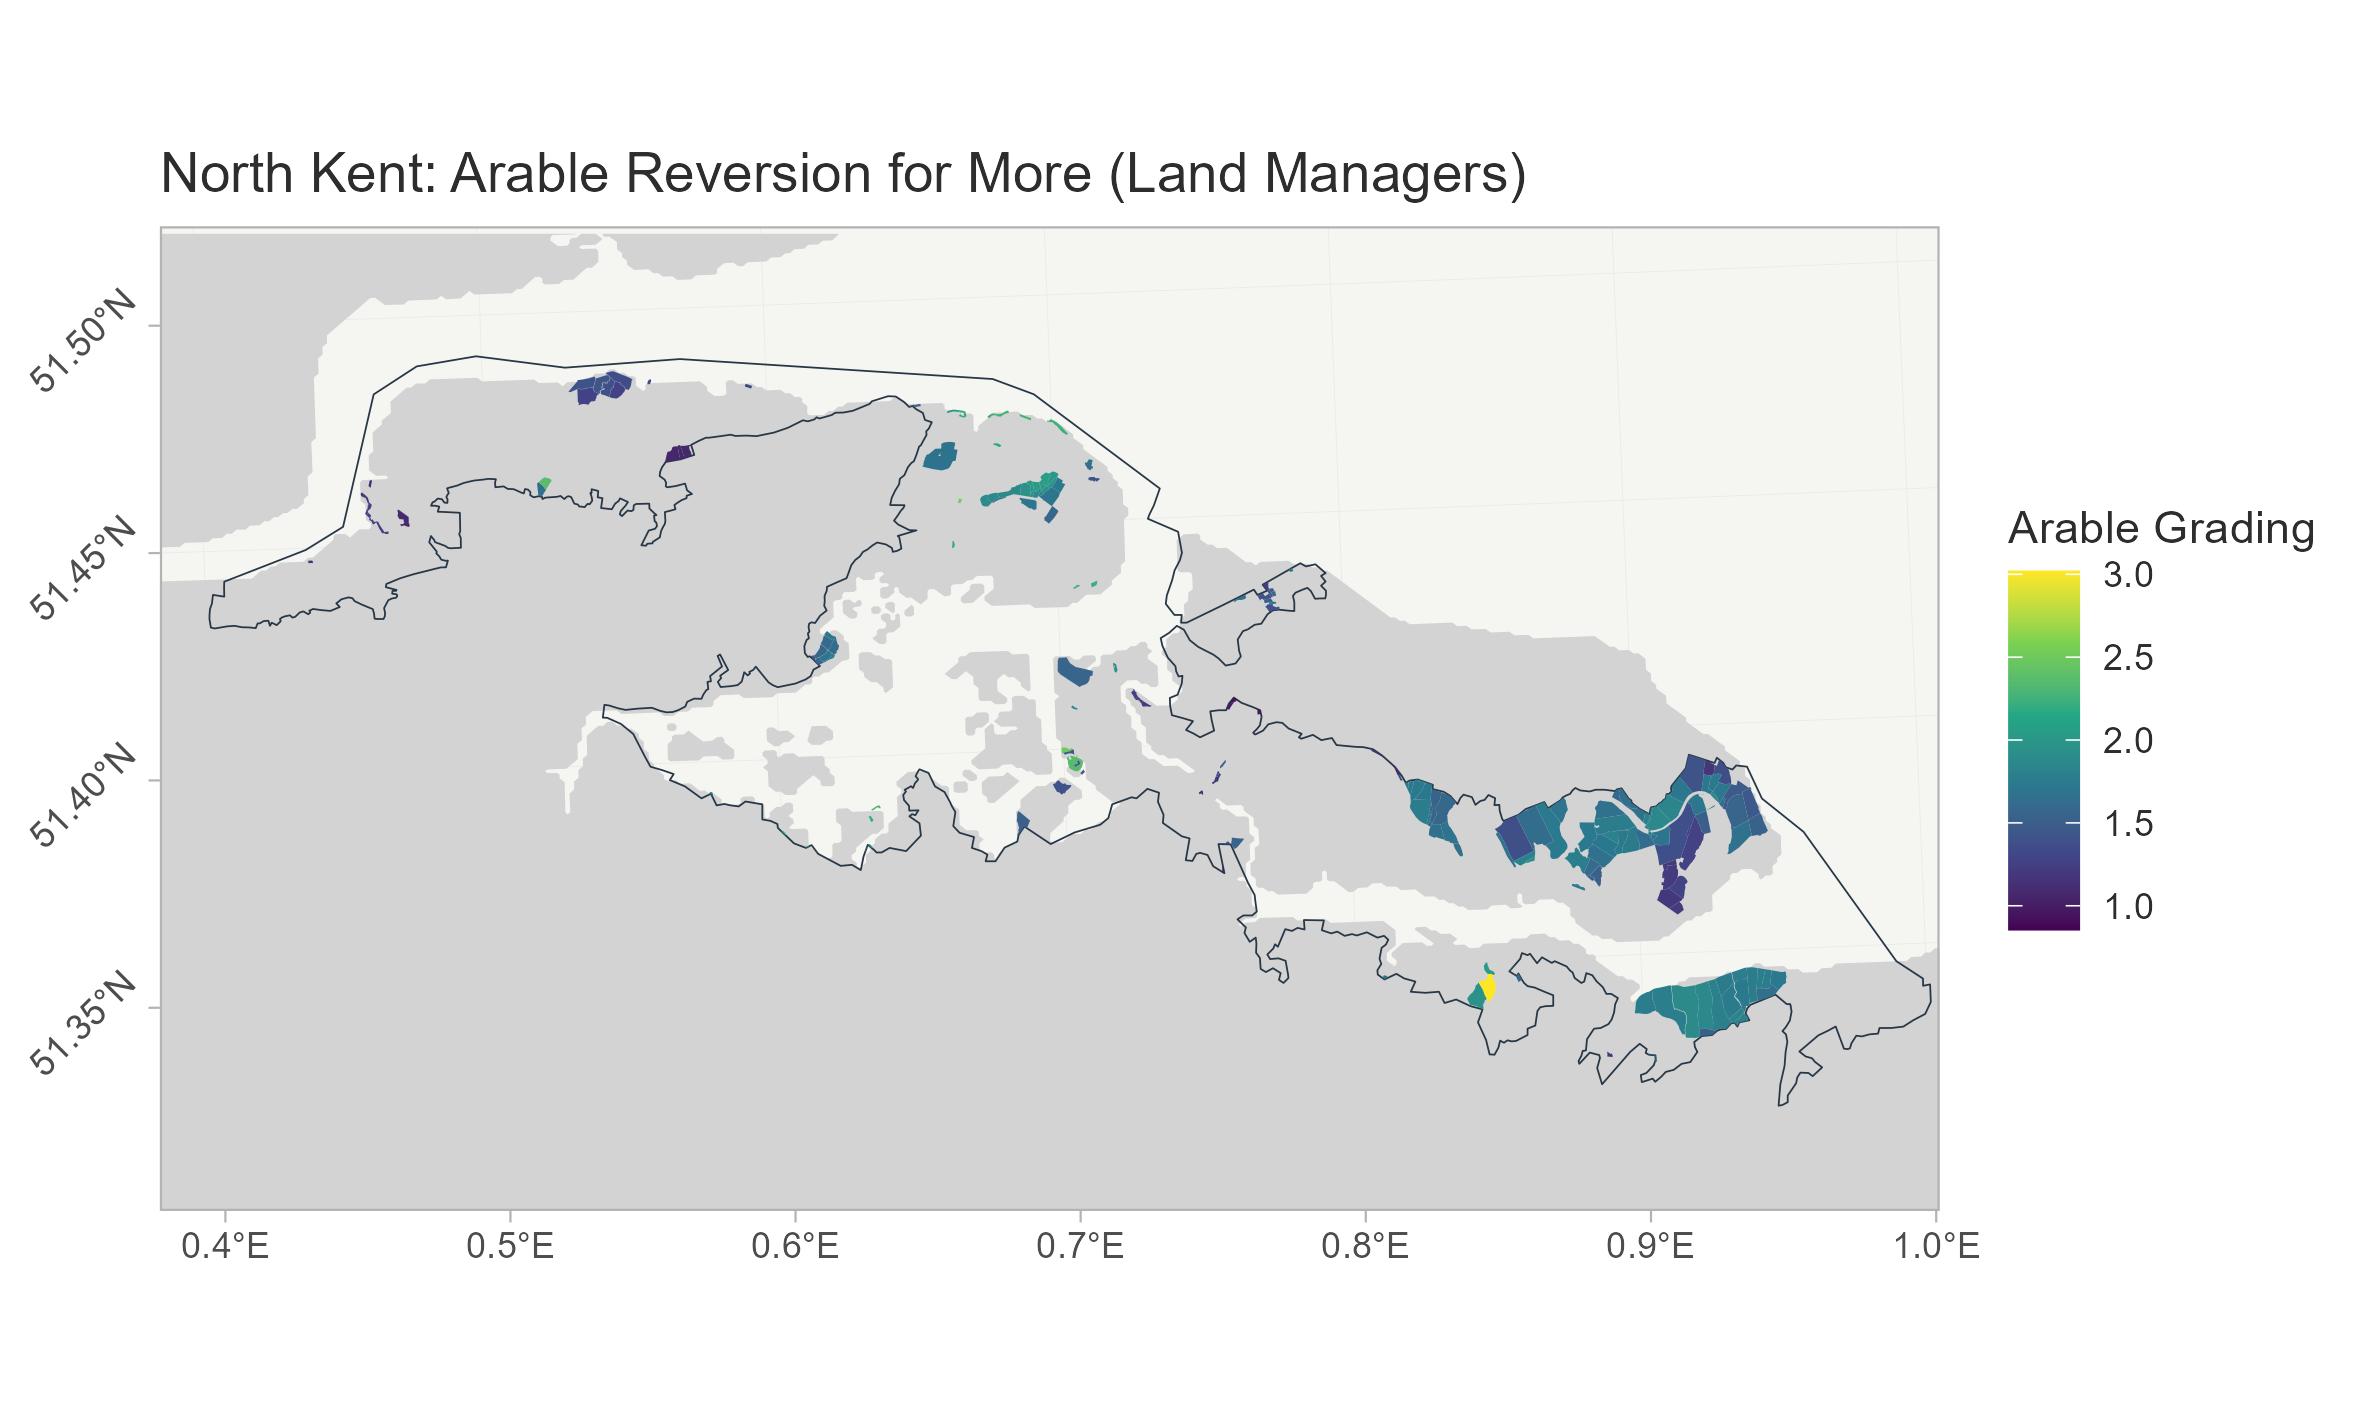 North Kent: Arable Reversion for More (Land Managers)
51.50°N
51.45°N
51.40°N
51.35°N
0.4°E
0.5°E
0.6°E
0.7°E
0.8°E
0.9°E
1.0°E
Arable Grading
3.0
2.5
2.0
1.5
1.0